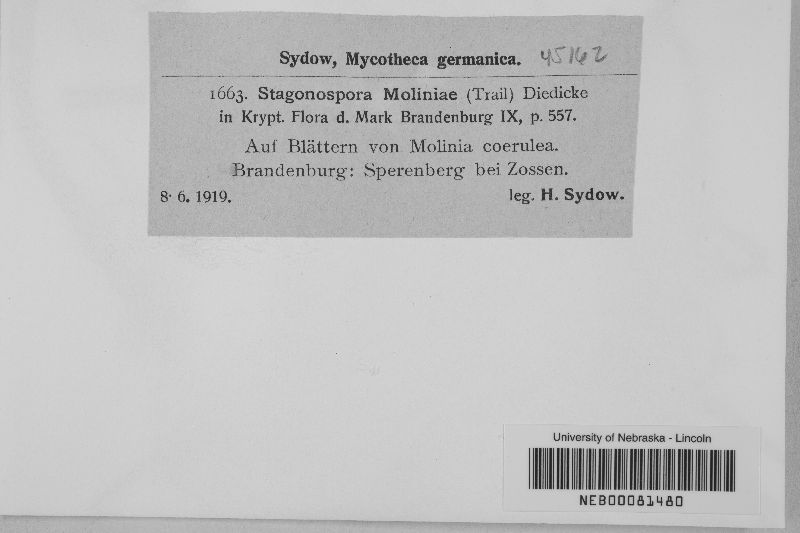 Sydow, Mycotheca germanica. 45162
1663. Stagonospora Moliniae (Trail) Diedicke
in Krypt. Flora d. Mark Brandenburg IX, p. 557.
Auf Blättern von Molinia coerulea.
Brandenburg: Sperenberg bei Zossen.
8. 6. 1919. leg. H. Sydow.
University of Nebraska - Lincoln
NEB00081480